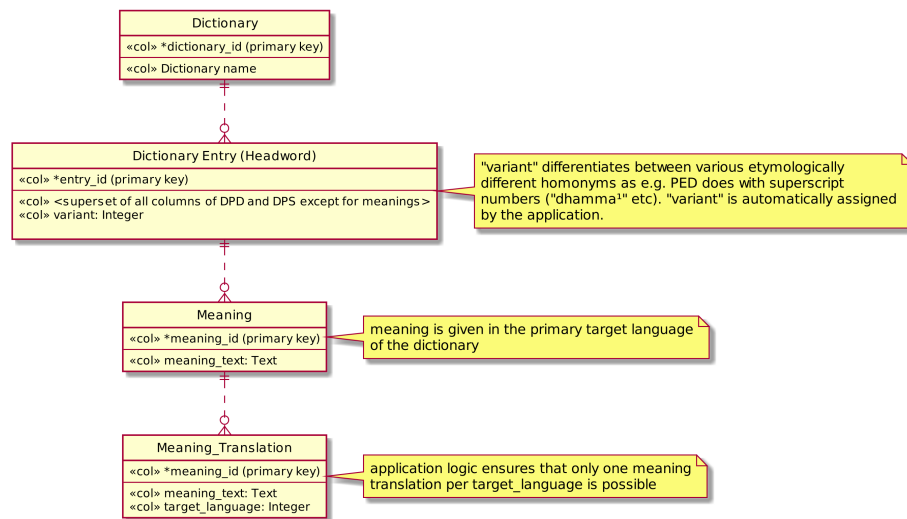 Dictionary
«col» *dictionary_id (primary key)
«col» Dictionary name
Dictionary Entry (Headword)
«col» *entry_id (primary key)
«col» <superset of all columns of DPD and DPS except for meanings>
«col» variant: Integer
"variant" differentiates between various etymologically
different homonyms as e.g. PED does with superscript
numbers ("dhamma¹" etc). "variant" is automatically assigned
by the application.
Meaning
«col» *meaning_id (primary key)
«col» meaning_text: Text
meaning is given in the primary target language
of the dictionary
Meaning_Translation
«col» *meaning_id (primary key)
«col» meaning_text: Text
«col» target_language: Integer
application logic ensures that only one meaning
translation per target_language is possible